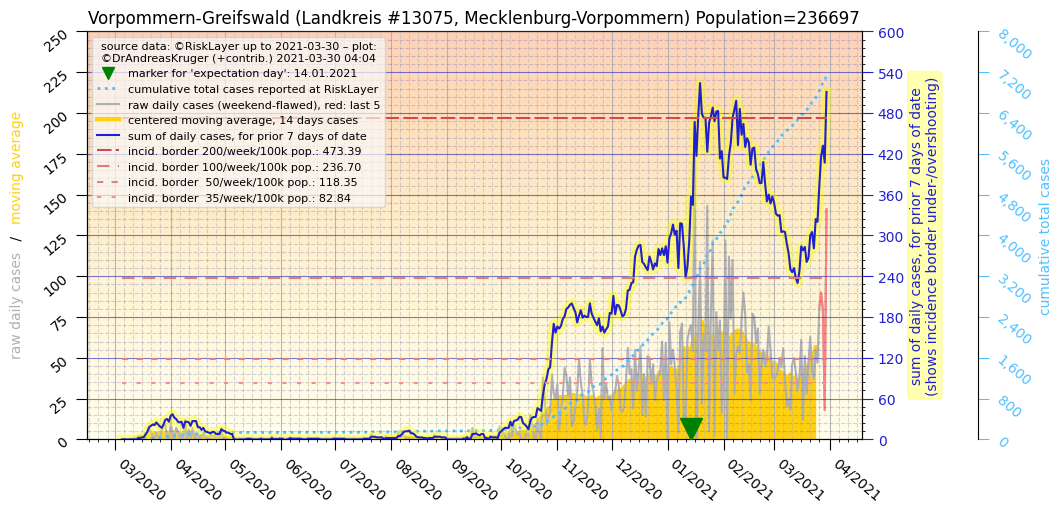 Vorpommern-Greifswald (Landkreis #13075, Mecklenburg-Vorpommern) Population=236697
source data: ©RiskLayer up to 2021-03-30 – plot:
©DrAndreasKruger (+contrib.) 2021-03-30 04:04
marker for 'expectation day': 14.01.2021
cumulative total cases reported at RiskLayer
raw daily cases (weekend-flawed), red: last 5
centered moving average, 14 days cases
sum of daily cases, for prior 7 days of date
incid. border 200/week/100k pop.: 473.39
incid. border 100/week/100k pop.: 236.70
incid. border  50/week/100k pop.: 118.35
incid. border  35/week/100k pop.: 82.84
raw daily cases / moving average
250
225
200
175
150
125
100
75
50
25
0
03/2020
04/2020
05/2020
06/2020
07/2020
08/2020
09/2020
10/2020
11/2020
12/2020
01/2021
02/2021
03/2021
04/2021
600
540
480
420
360
300
240
180
120
60
0
sum of daily cases, for prior 7 days of date
(shows incidence border under-/overshooting)
8,000
7,200
6,400
5,600
4,800
4,000
3,200
2,400
1,600
800
0
cumulative total cases